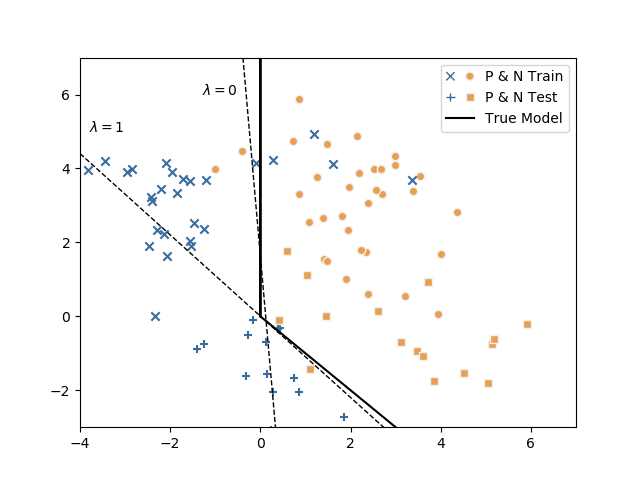 P & N Train
P & N Test
True Model
λ = 0
λ = 1
6
4
2
0
−2
−4
−2
0
2
4
6